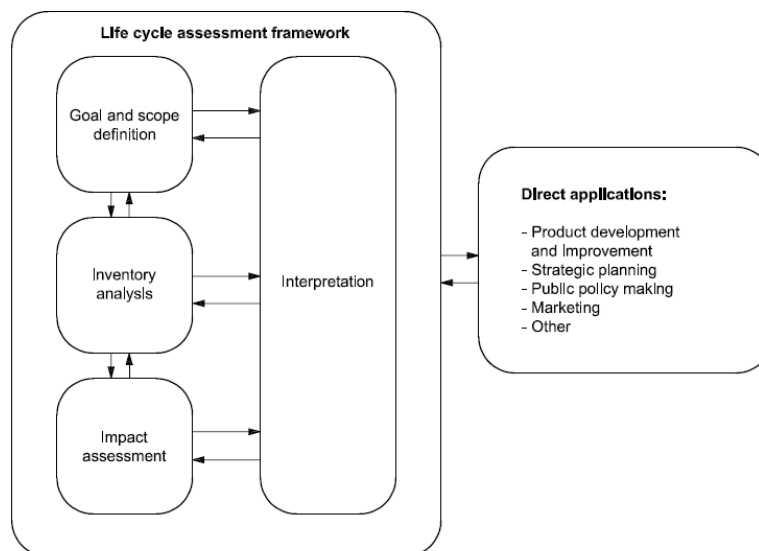 Life cycle assessment framework
Goal and scope
definition
Inventory
analysis
Impact
assessment
Interpretation
Direct applications:
- Product development
and Improvement
- Strategic planning
- Public policy making
- Marketing
- Other